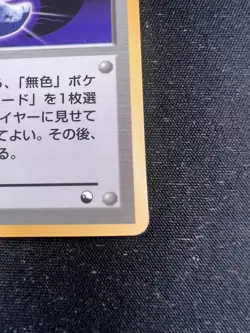 、「無色」ポケ
ード」を1枚選
イヤーに見せて
てよい。その後、
る。